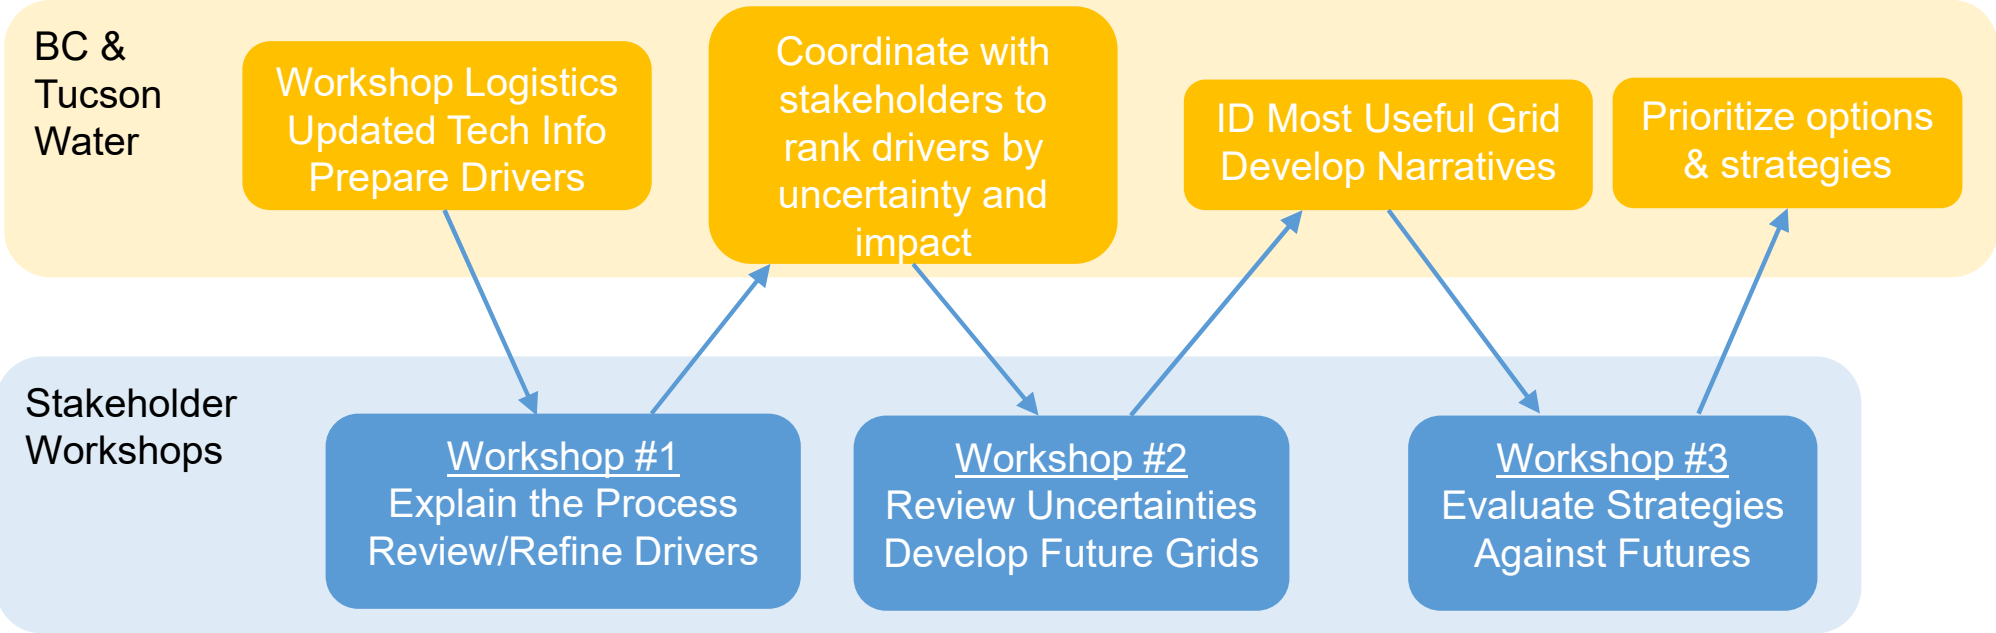 BC &
Tucson
Water
Workshop Logistics
Updated Tech Info
Prepare Drivers
Coordinate with
stakeholders to
rank drivers by
uncertainty and
impact
ID Most Useful Grid
Develop Narratives
Prioritize options
& strategies
Stakeholder
Workshops
Workshop #1
Explain the Process
Review/Refine Drivers
Workshop #2
Review Uncertainties
Develop Future Grids
Workshop #3
Evaluate Strategies
Against Futures